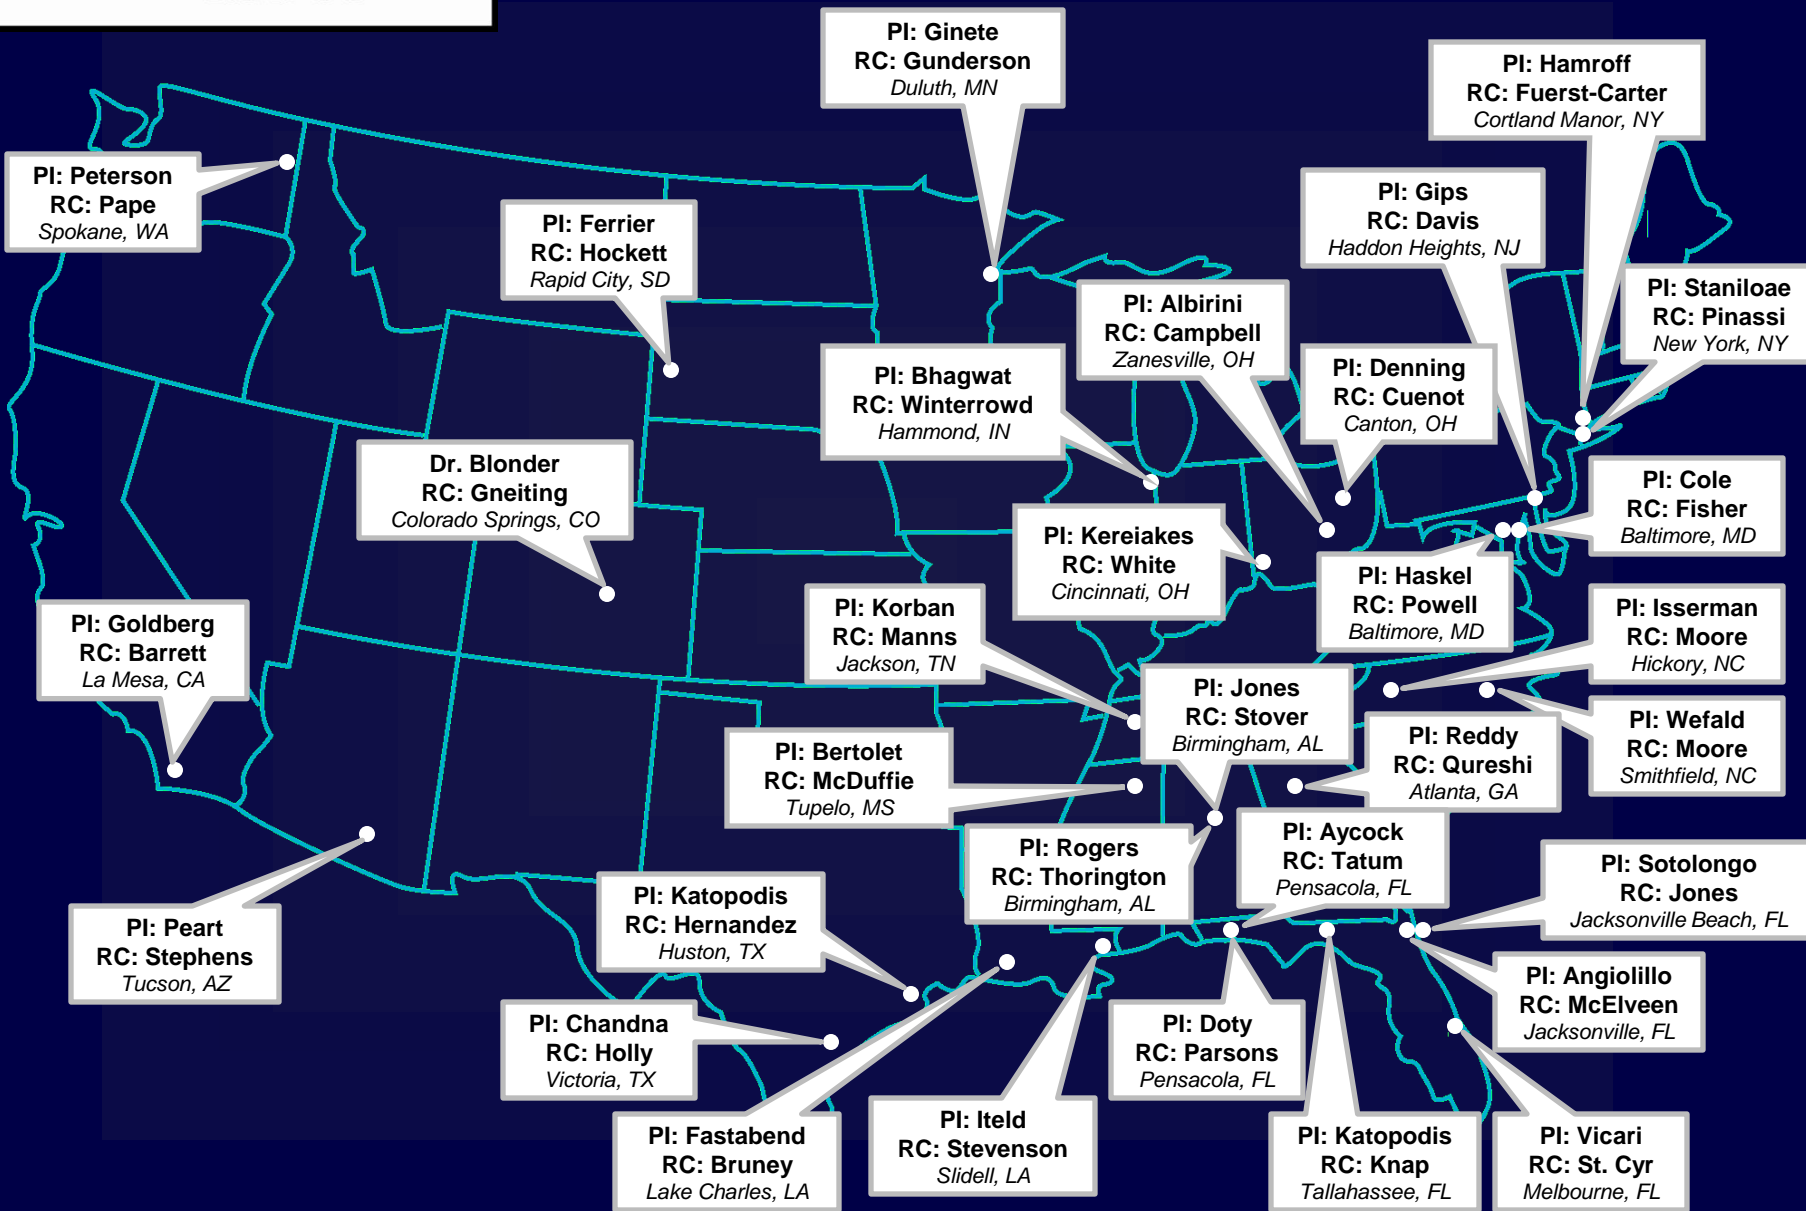 PI: Ginete
RC: Gunderson
Duluth, MN
PI: Hamroff
RC: Fuerst-Carter
Cortland Manor, NY
PI: Peterson
RC: Pape
Spokane, WA
PI: Ferrier
RC: Hockett
Rapid City, SD
PI: Gips
RC: Davis
Haddon Heights, NJ
PI: Staniloae
RC: Pinassi
New York, NY
PI: Albirini
RC: Campbell
Zanesville, OH
PI: Bhagwat
RC: Winterrowd
Hammond, IN
PI: Denning
RC: Cuenot
Canton, OH
Dr. Blonder
RC: Gneiting
Colorado Springs, CO
PI: Cole
RC: Fisher
Baltimore, MD
PI: Kereiakes
RC: White
Cincinnati, OH
PI: Haskel
RC: Powell
Baltimore, MD
PI: Goldberg
RC: Barrett
La Mesa, CA
PI: Korban
RC: Manns
Jackson, TN
PI: Isserman
RC: Moore
Hickory, NC
PI: Jones
RC: Stover
Birmingham, AL
PI: Wefald
RC: Moore
Smithfield, NC
PI: Bertolet
RC: McDuffie
Tupelo, MS
PI: Reddy
RC: Qureshi
Atlanta, GA
PI: Rogers
RC: Thorington
Birmingham, AL
PI: Aycock
RC: Tatum
Pensacola, FL
PI: Sotolongo
RC: Jones
Jacksonville Beach, FL
PI: Katopodis
RC: Hernandez
Huston, TX
PI: Peart
RC: Stephens
Tucson, AZ
PI: Angiolillo
RC: McElveen
Jacksonville, FL
PI: Chandna
RC: Holly
Victoria, TX
PI: Doty
RC: Parsons
Pensacola, FL
PI: Fastabend
RC: Bruney
Lake Charles, LA
PI: Iteld
RC: Stevenson
Slidell, LA
PI: Katopodis
RC: Knap
Tallahassee, FL
PI: Vicari
RC: St. Cyr
Melbourne, FL